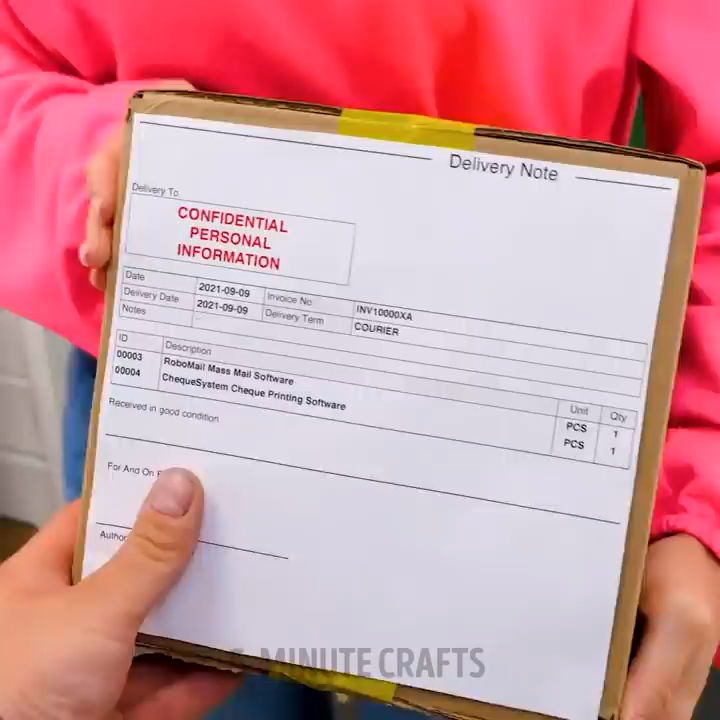 Delivery Note
Delivery To
CONFIDENTIAL
PERSONAL
INFORMATION
Date 2021-09-09 Invoice No INV10000XA
Delivery Date 2021-09-09 Delivery Term COURIER
Notes
ID Description Unit Qty
00003 RoboMail Mass Mail Software PCS 1
00004 ChequeSystem Cheque Printing Software PCS 1
Received in good condition
For And On
MINUTE CRAFTS